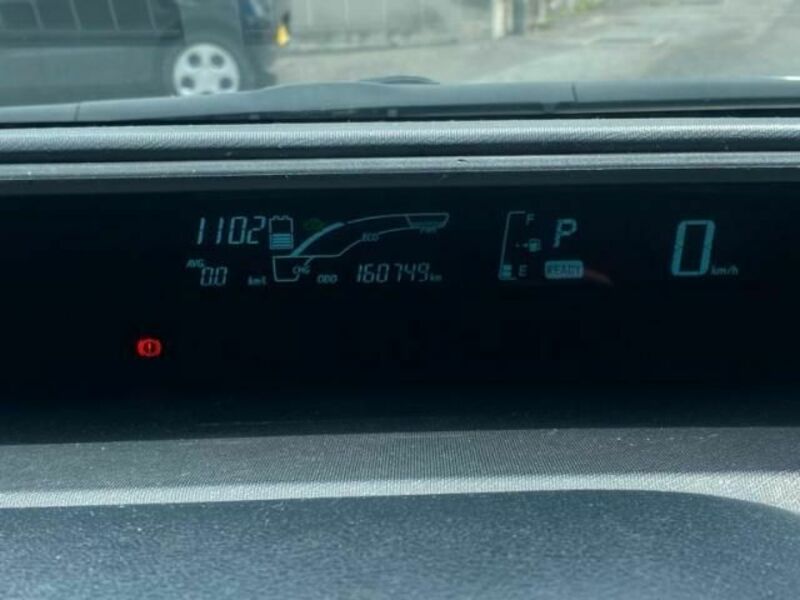 1102
ECO
PWR
F
P
AVG.
0.0 km/L
CHG
ODO 160749km
E
READY
0 km/h